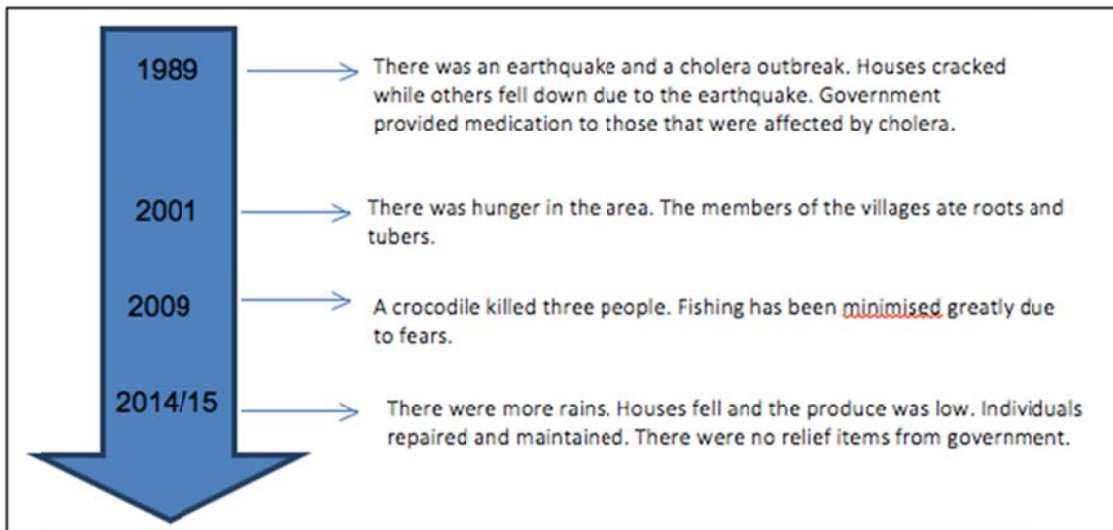 1989
There was an earthquake and a cholera outbreak. Houses cracked
while others fell down due to the earthquake. Government
provided medication to those that were affected by cholera.
2001
There was hunger in the area. The members of the villages ate roots and
tubers.
2009
A crocodile killed three people. Fishing has been minimised greatly due
to fears.
2014/15
There were more rains. Houses fell and the produce was low. Individuals
repaired and maintained. There were no relief items from government.